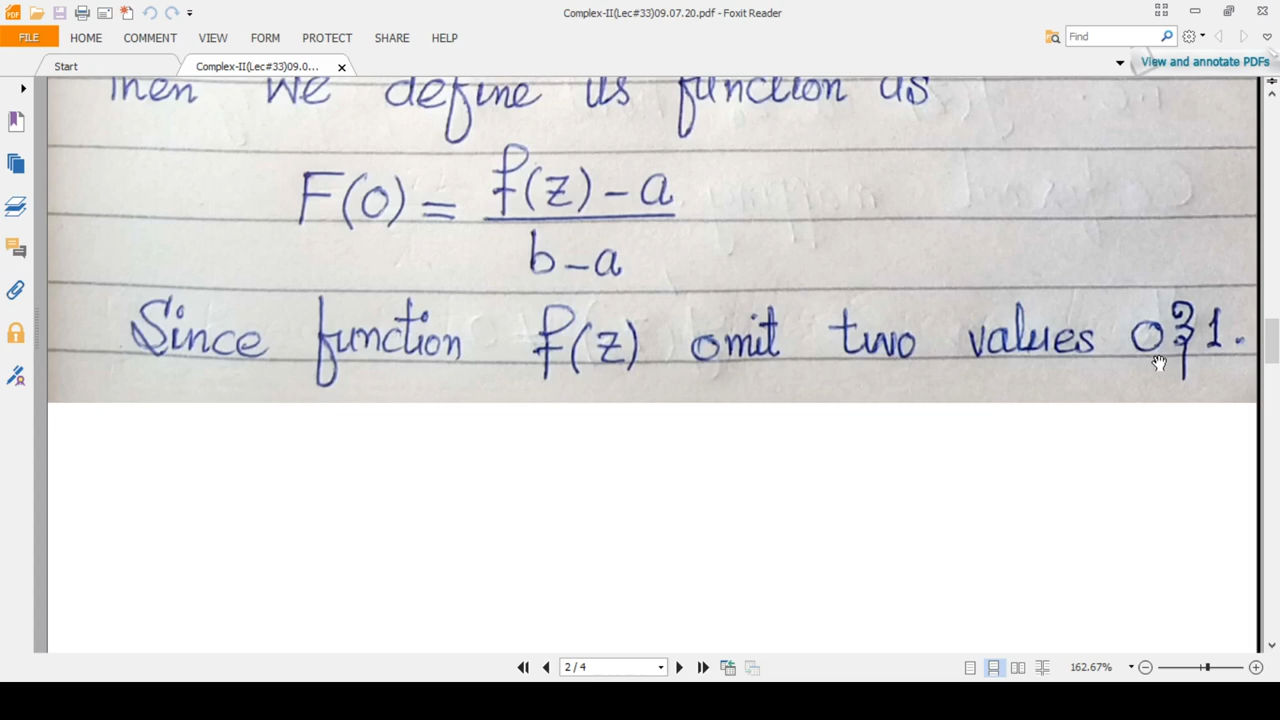 Complex-II(Lec#33)09.07.20.pdf - Foxit Reader
FILE HOME COMMENT VIEW FORM PROTECT SHARE HELP
Find
Start Complex-II(Lec#33)09.0...
View and annotate PDFs
Then we define us function as
F(0) = f(z) - a
b - a
Since function f(z) omit two values 0 & 1.
2 / 4
162.67%